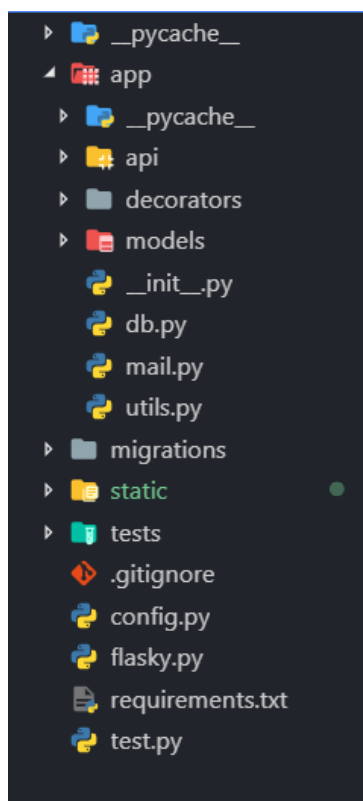 __pycache__
app
__pycache__
api
decorators
models
__init__.py
db.py
mail.py
utils.py
migrations
static
tests
.gitignore
config.py
flasky.py
requirements.txt
test.py